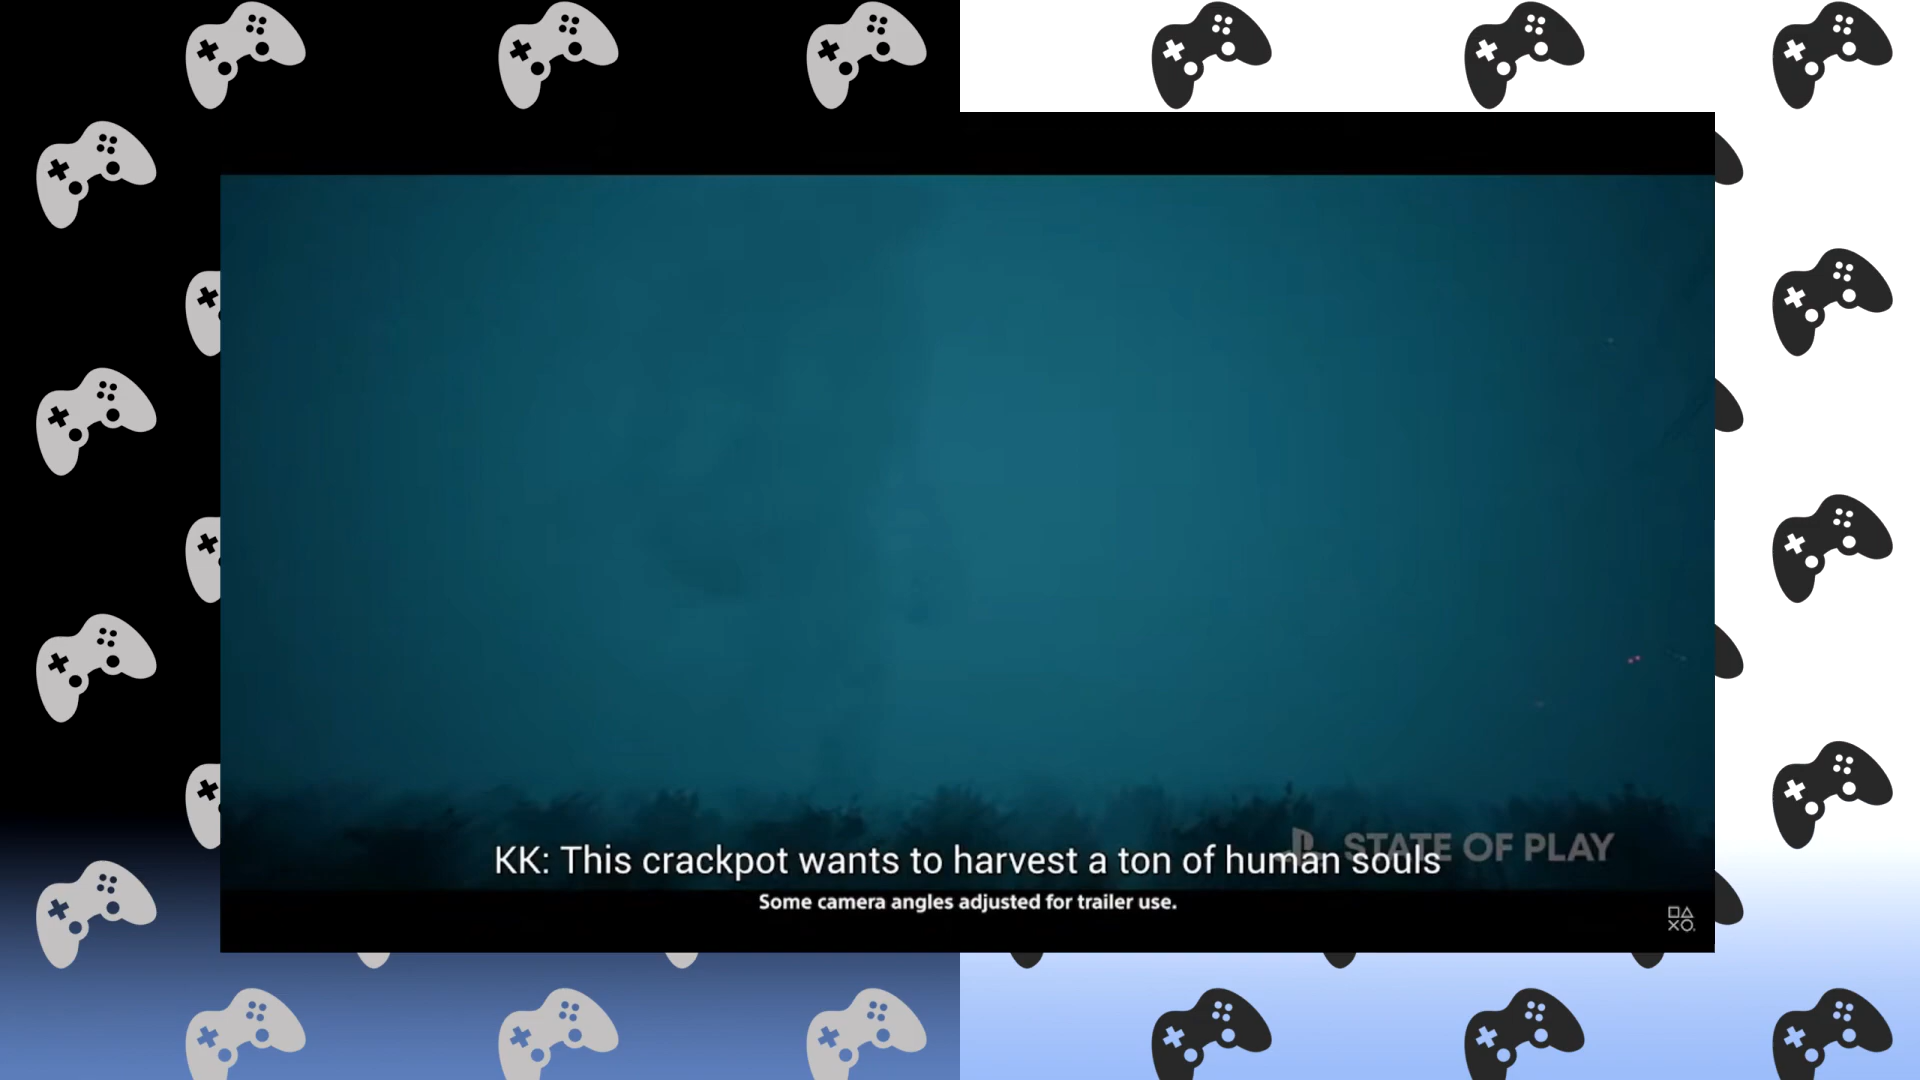 STATE OF PLAY
KK: This crackpot wants to harvest a ton of human souls
Some camera angles adjusted for trailer use.